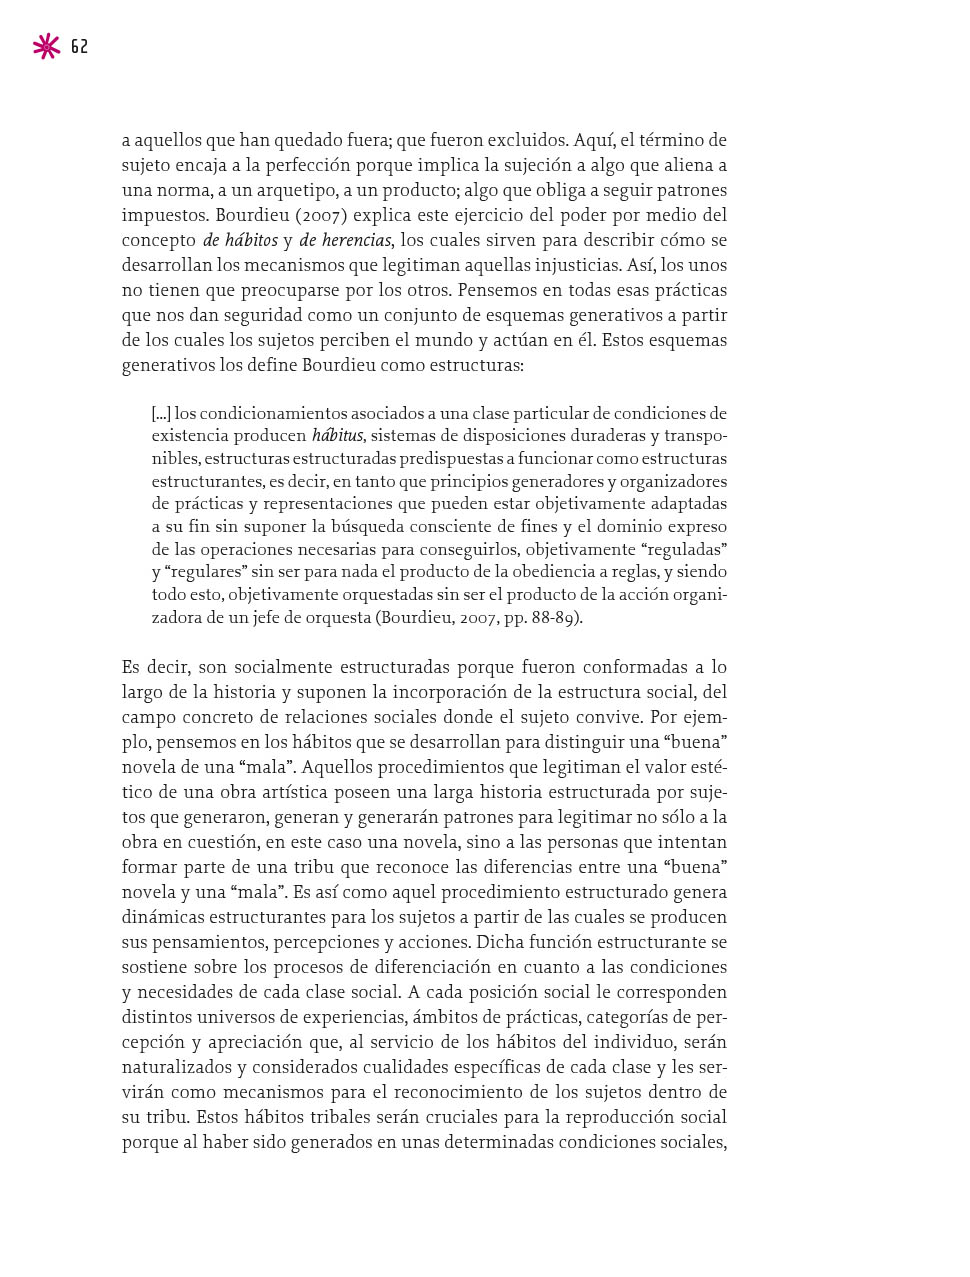 62
a aquellos que han quedado fuera; que fueron excluidos. Aquí, el término de
sujeto encaja a la perfección porque implica la sujeción a algo que aliena a
una norma, a un arquetipo, a un producto; algo que obliga a seguir patrones
impuestos. Bourdieu (2007) explica este ejercicio del poder por medio del
concepto de hábitos y de herencias, los cuales sirven para describir cómo se
desarrollan los mecanismos que legitiman aquellas injusticias. Así, los unos
no tienen que preocuparse por los otros. Pensemos en todas esas prácticas
que nos dan seguridad como un conjunto de esquemas generativos a partir
de los cuales los sujetos perciben el mundo y actúan en él. Estos esquemas
generativos los define Bourdieu como estructuras:
[...] los condicionamientos asociados a una clase particular de condiciones de
existencia producen hábitus, sistemas de disposiciones duraderas y transpo-
nibles, estructuras estructuradas predispuestas a funcionar como estructuras
estructurantes, es decir, en tanto que principios generadores y organizadores
de prácticas y representaciones que pueden estar objetivamente adaptadas
a su fin sin suponer la búsqueda consciente de fines y el dominio expreso
de las operaciones necesarias para conseguirlos, objetivamente “reguladas”
y “regulares” sin ser para nada el producto de la obediencia a reglas, y siendo
todo esto, objetivamente orquestadas sin ser el producto de la acción organi-
zadora de un jefe de orquesta (Bourdieu, 2007, pp. 88-89).
Es decir, son socialmente estructuradas porque fueron conformadas a lo
largo de la historia y suponen la incorporación de la estructura social, del
campo concreto de relaciones sociales donde el sujeto convive. Por ejem-
plo, pensemos en los hábitos que se desarrollan para distinguir una “buena”
novela de una “mala”. Aquellos procedimientos que legitiman el valor esté-
tico de una obra artística poseen una larga historia estructurada por suje-
tos que generaron, generan y generarán patrones para legitimar no sólo a la
obra en cuestión, en este caso una novela, sino a las personas que intentan
formar parte de una tribu que reconoce las diferencias entre una “buena”
novela y una “mala”. Es así como aquel procedimiento estructurado genera
dinámicas estructurantes para los sujetos a partir de las cuales se producen
sus pensamientos, percepciones y acciones. Dicha función estructurante se
sostiene sobre los procesos de diferenciación en cuanto a las condiciones
y necesidades de cada clase social. A cada posición social le corresponden
distintos universos de experiencias, ámbitos de prácticas, categorías de per-
cepción y apreciación que, al servicio de los hábitos del individuo, serán
naturalizados y considerados cualidades específicas de cada clase y les ser-
virán como mecanismos para el reconocimiento de los sujetos dentro de
su tribu. Estos hábitos tribales serán cruciales para la reproducción social
porque al haber sido generados en unas determinadas condiciones sociales,